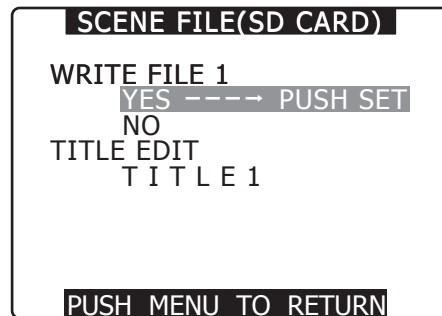 SCENE FILE(SD CARD)
WRITE FILE 1
YES ----→ PUSH SET
NO
TITLE EDIT
T I T L E 1
PUSH MENU TO RETURN